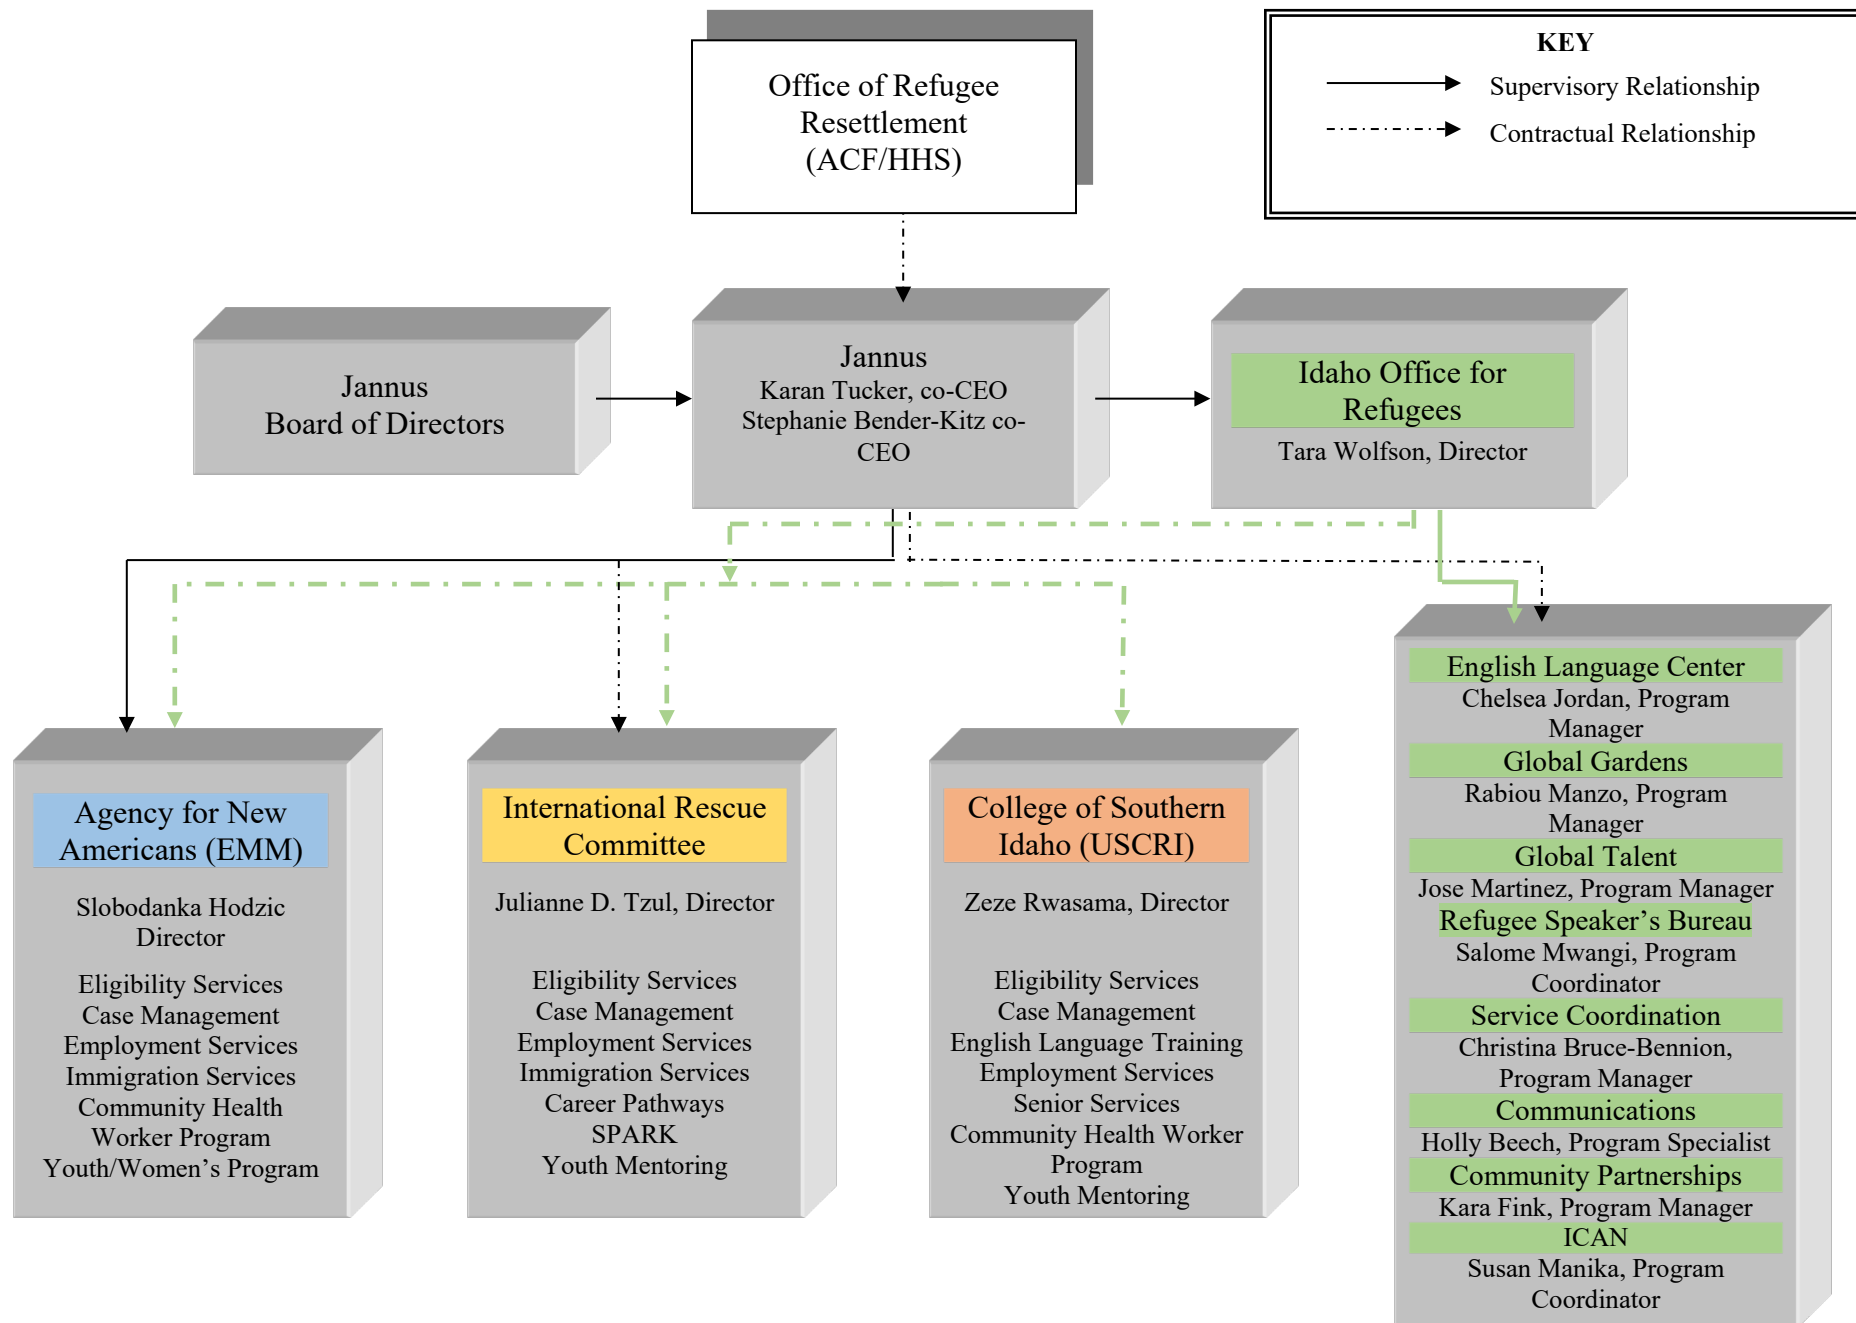 Office of Refugee
Resettlement
(ACF/HHS)
KEY
Supervisory Relationship
Contractual Relationship
Jannus
Board of Directors
Jannus
Karan Tucker, co-CEO
Stephanie Bender-Kitz co-
CEO
Idaho Office for
Refugees
Tara Wolfson, Director
Agency for New
Americans (EMM)
Slobodanka Hodzic
Director
Eligibility Services
Case Management
Employment Services
Immigration Services
Community Health
Worker Program
Youth/Women’s Program
International Rescue
Committee
Julianne D. Tzul, Director
Eligibility Services
Case Management
Employment Services
Immigration Services
Career Pathways
SPARK
Youth Mentoring
College of Southern
Idaho (USCRI)
Zeze Rwasama, Director
Eligibility Services
Case Management
English Language Training
Employment Services
Senior Services
Community Health Worker
Program
Youth Mentoring
English Language Center
Chelsea Jordan, Program
Manager
Global Gardens
Rabiou Manzo, Program
Manager
Global Talent
Jose Martinez, Program Manager
Refugee Speaker’s Bureau
Salome Mwangi, Program
Coordinator
Service Coordination
Christina Bruce-Bennion,
Program Manager
Communications
Holly Beech, Program Specialist
Community Partnerships
Kara Fink, Program Manager
ICAN
Susan Manika, Program
Coordinator